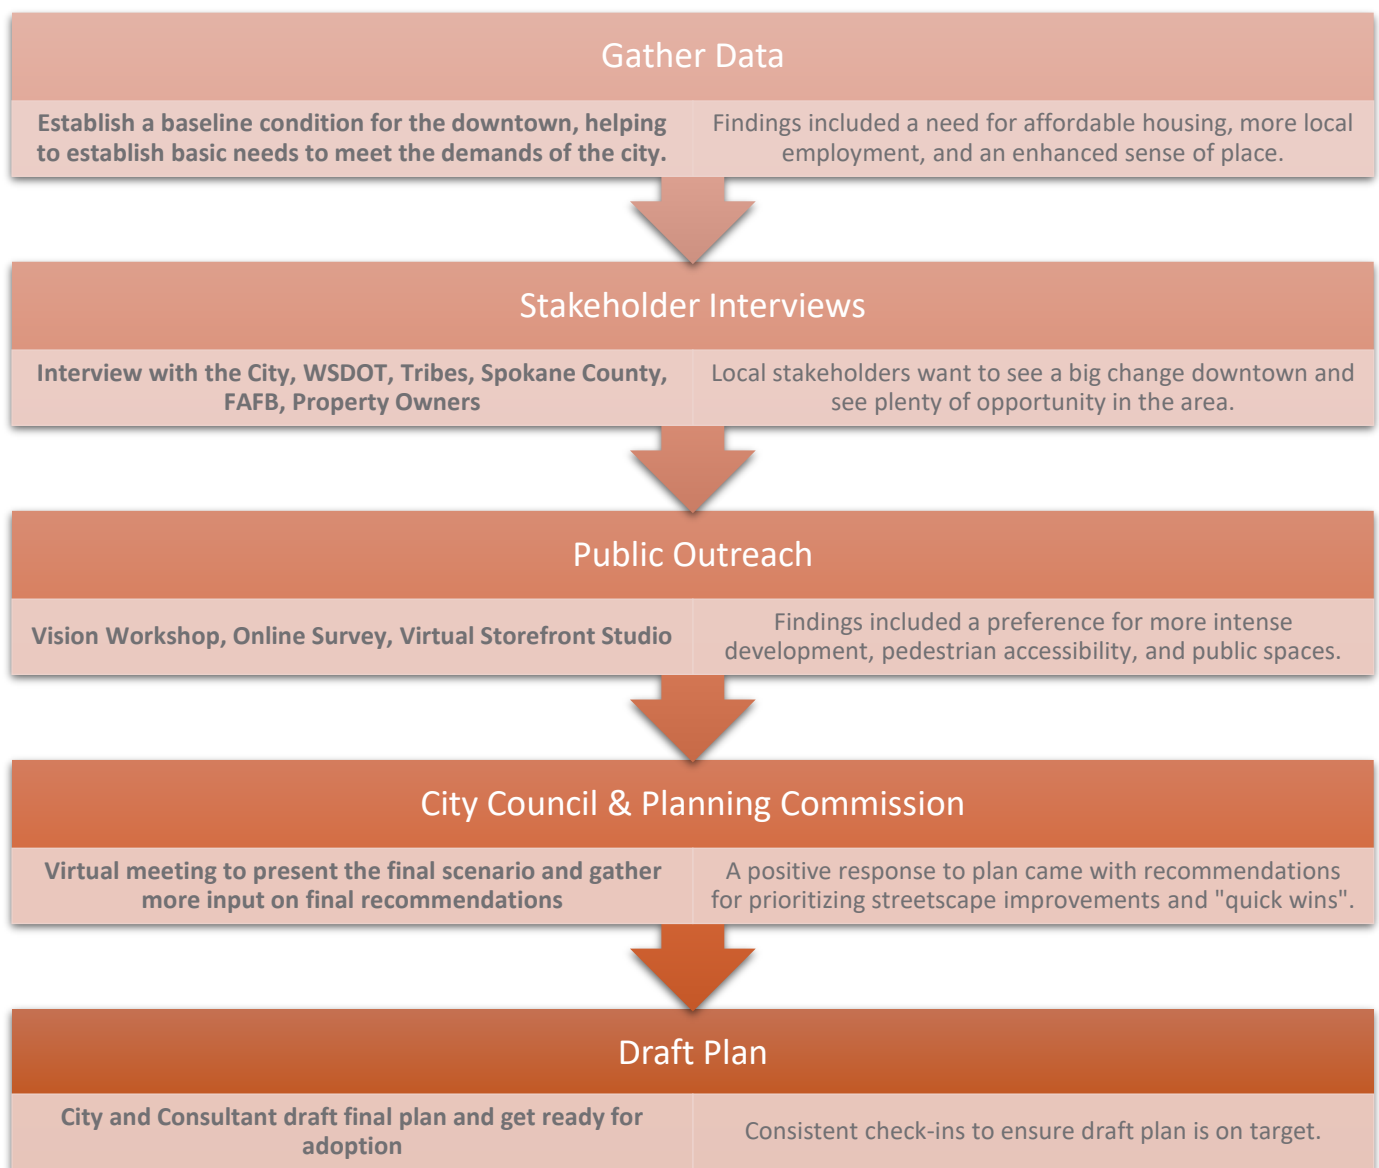 Gather Data
Establish a baseline condition for the downtown, helping
to establish basic needs to meet the demands of the city.
Findings included a need for affordable housing, more local
employment, and an enhanced sense of place.
Stakeholder Interviews
Interview with the City, WSDOT, Tribes, Spokane County,
FAFB, Property Owners
Local stakeholders want to see a big change downtown and
see plenty of opportunity in the area.
Public Outreach
Vision Workshop, Online Survey, Virtual Storefront Studio
Findings included a preference for more intense
development, pedestrian accessibility, and public spaces.
City Council & Planning Commission
Virtual meeting to present the final scenario and gather
more input on final recommendations
A positive response to plan came with recommendations
for prioritizing streetscape improvements and "quick wins".
Draft Plan
City and Consultant draft final plan and get ready for
adoption
Consistent check-ins to ensure draft plan is on target.